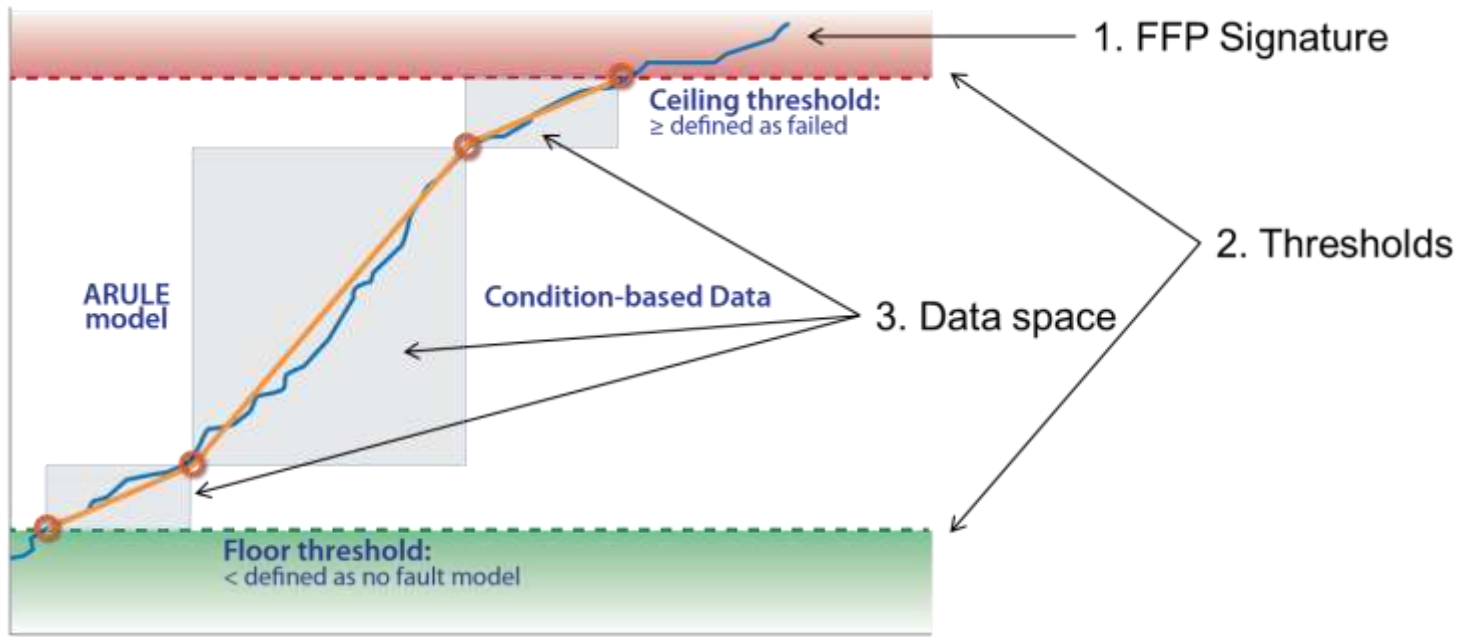 1. FFP Signature
Ceiling threshold:
≥ defined as failed
2. Thresholds
ARULE
model
Condition-based Data
3. Data space
Floor threshold:
< defined as no fault model